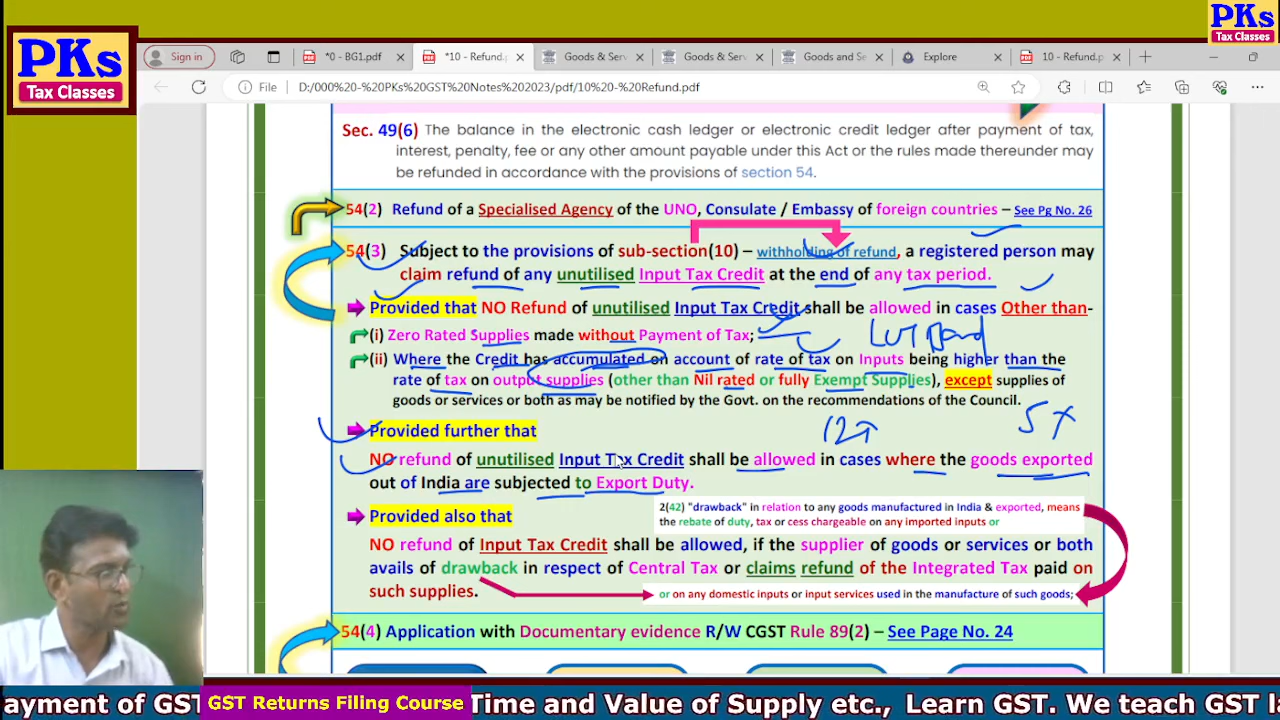 PKs
Tax Classes
PKs
Tax Classes
Sign in
*0 - BG1.pdf
*10 - Refund.p
Goods & Serv
Goods & Serv
Goods and Se
Explore
10 - Refund.p
File
D:/000%20-%20PKs%20GST%20Notes%202023/pdf/10%20-%20Refund.pdf
Sec. 49(6) The balance in the electronic cash ledger or electronic credit ledger after payment of tax,
interest, penalty, fee or any other amount payable under this Act or the rules made thereunder may
be refunded in accordance with the provisions of section 54.
54(2) Refund of a Specialised Agency of the UNO, Consulate / Embassy of foreign countries – See Pg No. 26
54(3) Subject to the provisions of sub-section(10) – withholding of refund, a registered person may
claim refund of any unutilised Input Tax Credit at the end of any tax period.
Provided that NO Refund of unutilised Input Tax Credit shall be allowed in cases Other than-
(i) Zero Rated Supplies made without Payment of Tax;
LUT Bond
(ii) Where the Credit has accumulated on account of rate of tax on Inputs being higher than the
rate of tax on output supplies (other than Nil rated or fully Exempt Supplies), except supplies of
goods or services or both as may be notified by the Govt. on the recommendations of the Council.
Provided further that
12%
5%
NO refund of unutilised Input Tax Credit shall be allowed in cases where the goods exported
out of India are subjected to Export Duty.
Provided also that
2(42) "drawback" in relation to any goods manufactured in India & exported, means
the rebate of duty, tax or cess chargeable on any imported inputs or
NO refund of Input Tax Credit shall be allowed, if the supplier of goods or services or both
avails of drawback in respect of Central Tax or claims refund of the Integrated Tax paid on
such supplies.
or on any domestic inputs or input services used in the manufacture of such goods;
54(4) Application with Documentary evidence R/W CGST Rule 89(2) – See Page No. 24
ayment of GST
GST Returns Filing Course
Time and Value of Supply etc., Learn GST. We teach GST